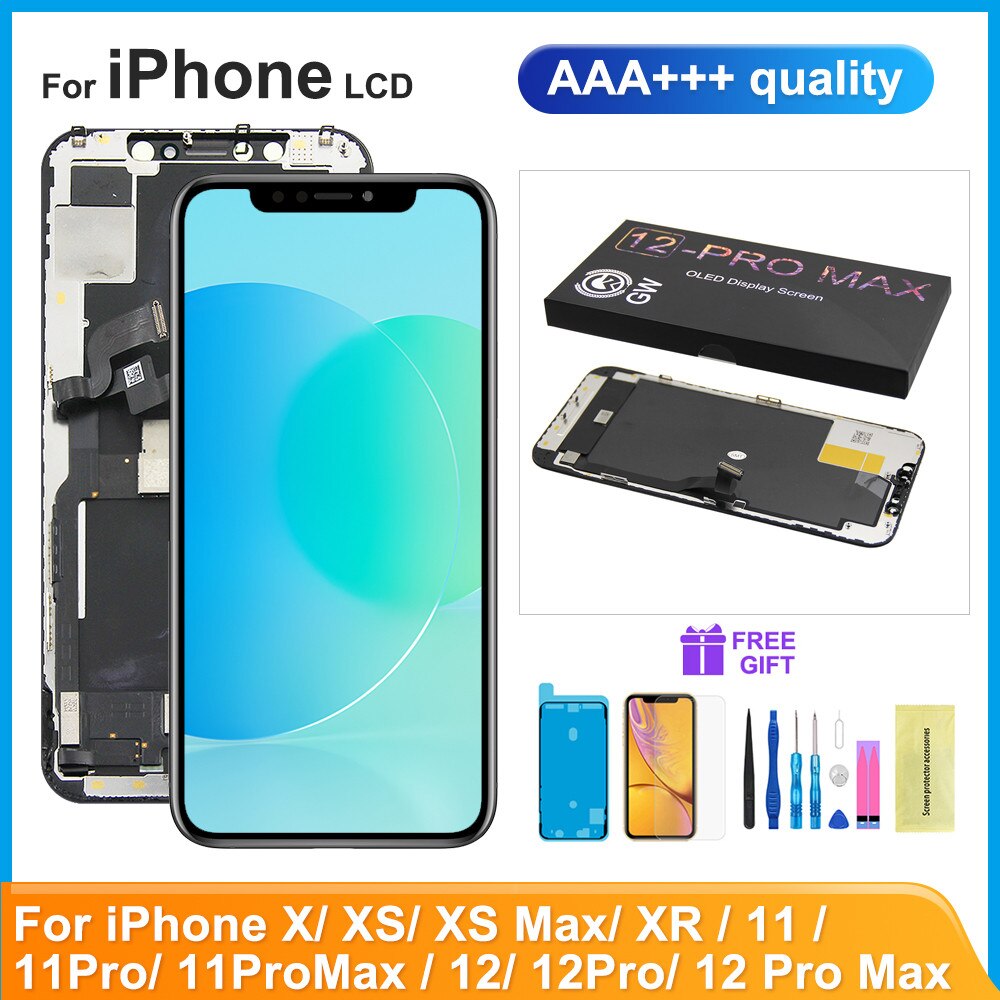 For iPhone LCD
AAA+++ quality
12-PRO MAX
OLED Display Screen
GW
FREE
GIFT
Screen protector accessories
For iPhone X/ XS/ XS Max/ XR / 11 /
11Pro/ 11ProMax / 12/ 12Pro/ 12 Pro Max